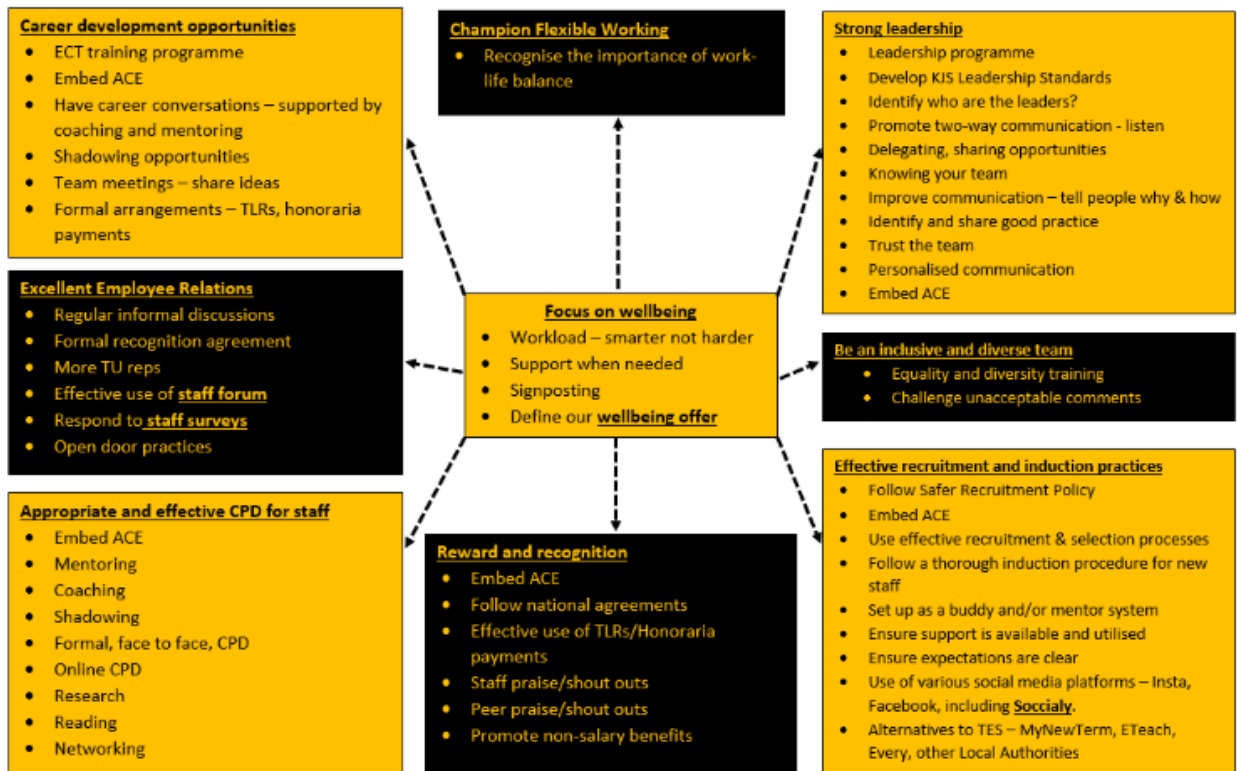 Career development opportunities
• ECT training programme
• Embed ACE
• Have career conversations – supported by
coaching and mentoring
• Shadowing opportunities
• Team meetings – share ideas
• Formal arrangements – TLRs, honoraria
payments
Champion Flexible Working
• Recognise the importance of work-
life balance
Strong leadership
• Leadership programme
• Develop KJS Leadership Standards
• Identify who are the leaders?
• Promote two-way communication - listen
• Delegating, sharing opportunities
• Knowing your team
• Improve communication – tell people why & how
• Identify and share good practice
• Trust the team
• Personalised communication
• Embed ACE
Excellent Employee Relations
• Regular informal discussions
• Formal recognition agreement
• More TU reps
• Effective use of staff forum
• Respond to staff surveys
• Open door practices
Focus on wellbeing
• Workload – smarter not harder
• Support when needed
• Signposting
• Define our wellbeing offer
Be an inclusive and diverse team
• Equality and diversity training
• Challenge unacceptable comments
Appropriate and effective CPD for staff
• Embed ACE
• Mentoring
• Coaching
• Shadowing
• Formal, face to face, CPD
• Online CPD
• Research
• Reading
• Networking
Reward and recognition
• Embed ACE
• Follow national agreements
• Effective use of TLRs/Honoraria
payments
• Staff praise/shout outs
• Peer praise/shout outs
• Promote non-salary benefits
Effective recruitment and induction practices
• Follow Safer Recruitment Policy
• Embed ACE
• Use effective recruitment & selection processes
• Follow a thorough induction procedure for new
staff
• Set up as a buddy and/or mentor system
• Ensure support is available and utilised
• Ensure expectations are clear
• Use of various social media platforms – Insta,
Facebook, including Soccialy.
• Alternatives to TES – MyNewTerm, ETeach,
Every, other Local Authorities